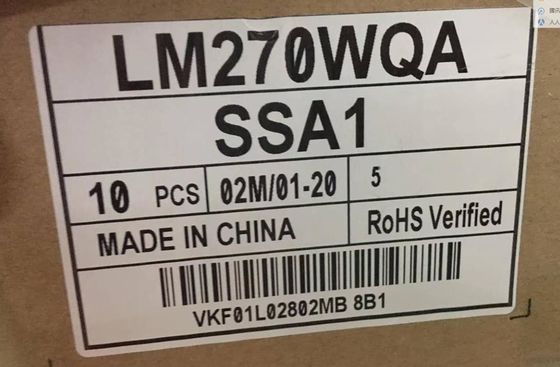 LM270WQA
SSA1
10 PCS 02M/01-20 5
MADE IN CHINA RoHS Verified
VKF01L02802MB 8B1